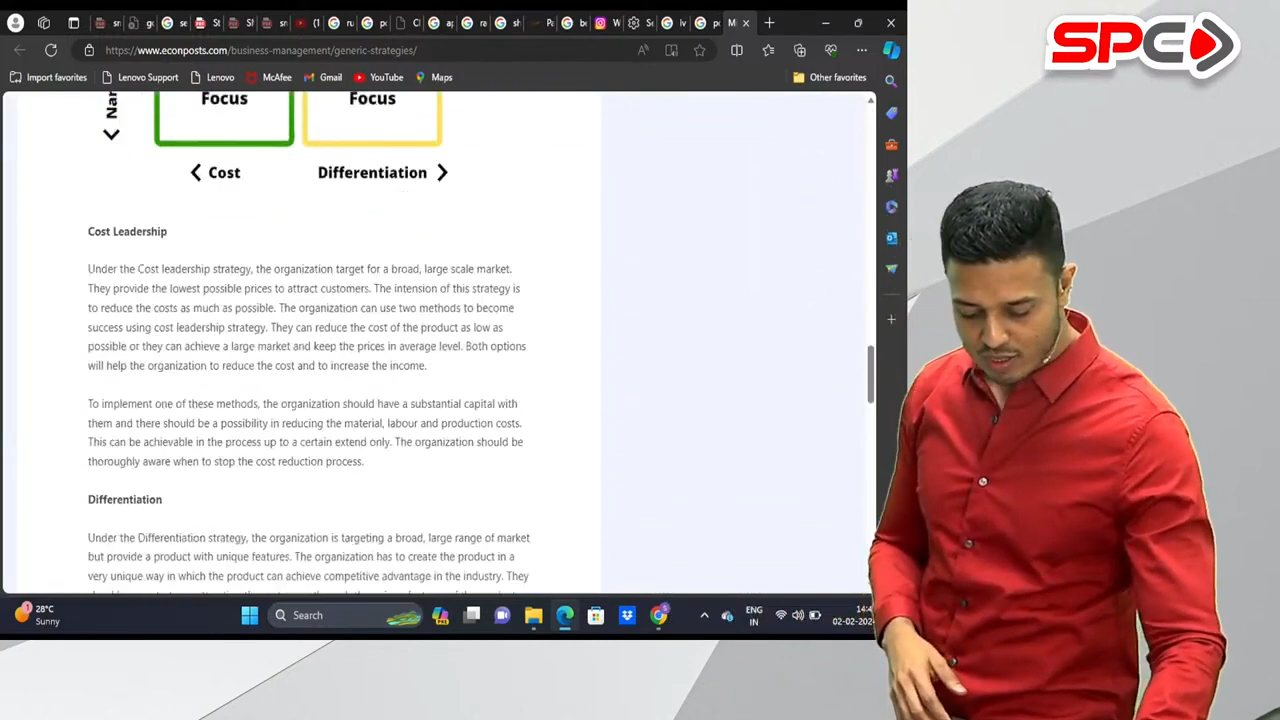 SPE
https://www.econposts.com/business-management/generic-strat
Import favorites
Lenovo Support
Lenovo
McAfee
Gmail
YouTube
Maps
Other favorites
Nar
Focus
Focus
Cost
Differentiation
Cost Leadership
Under the Cost leadership strategy, the organization target for a broad, large scale market.
They provide the lowest possible prices to attract customers. The intension of this strategy is
to reduce the costs as much as possible. The organization can use two methods to become
success using cost leadership strategy. They can reduce the cost of the product as low as
possible or they can achieve a large market and keep the prices in average level. Both options
will help the organization to reduce the cost and to increase the income.
To implement one of these methods, the organization should have a substantial capital with
them and there should be a possibility in reducing the material, labour and production costs.
This can be achievable in the process up to a certain extend only. The organization should be
thoroughly aware when to stop the cost reduction process.
Differentiation
Under the Differentiation strategy, the organization is targeting a broad, large range of market
but provide a product with unique features. The organization has to create the product in a
very unique way in which the product can achieve competitive advantage in the industry. They
28°C
Sunny
Search
ENG
IN
14:4
02-02-202